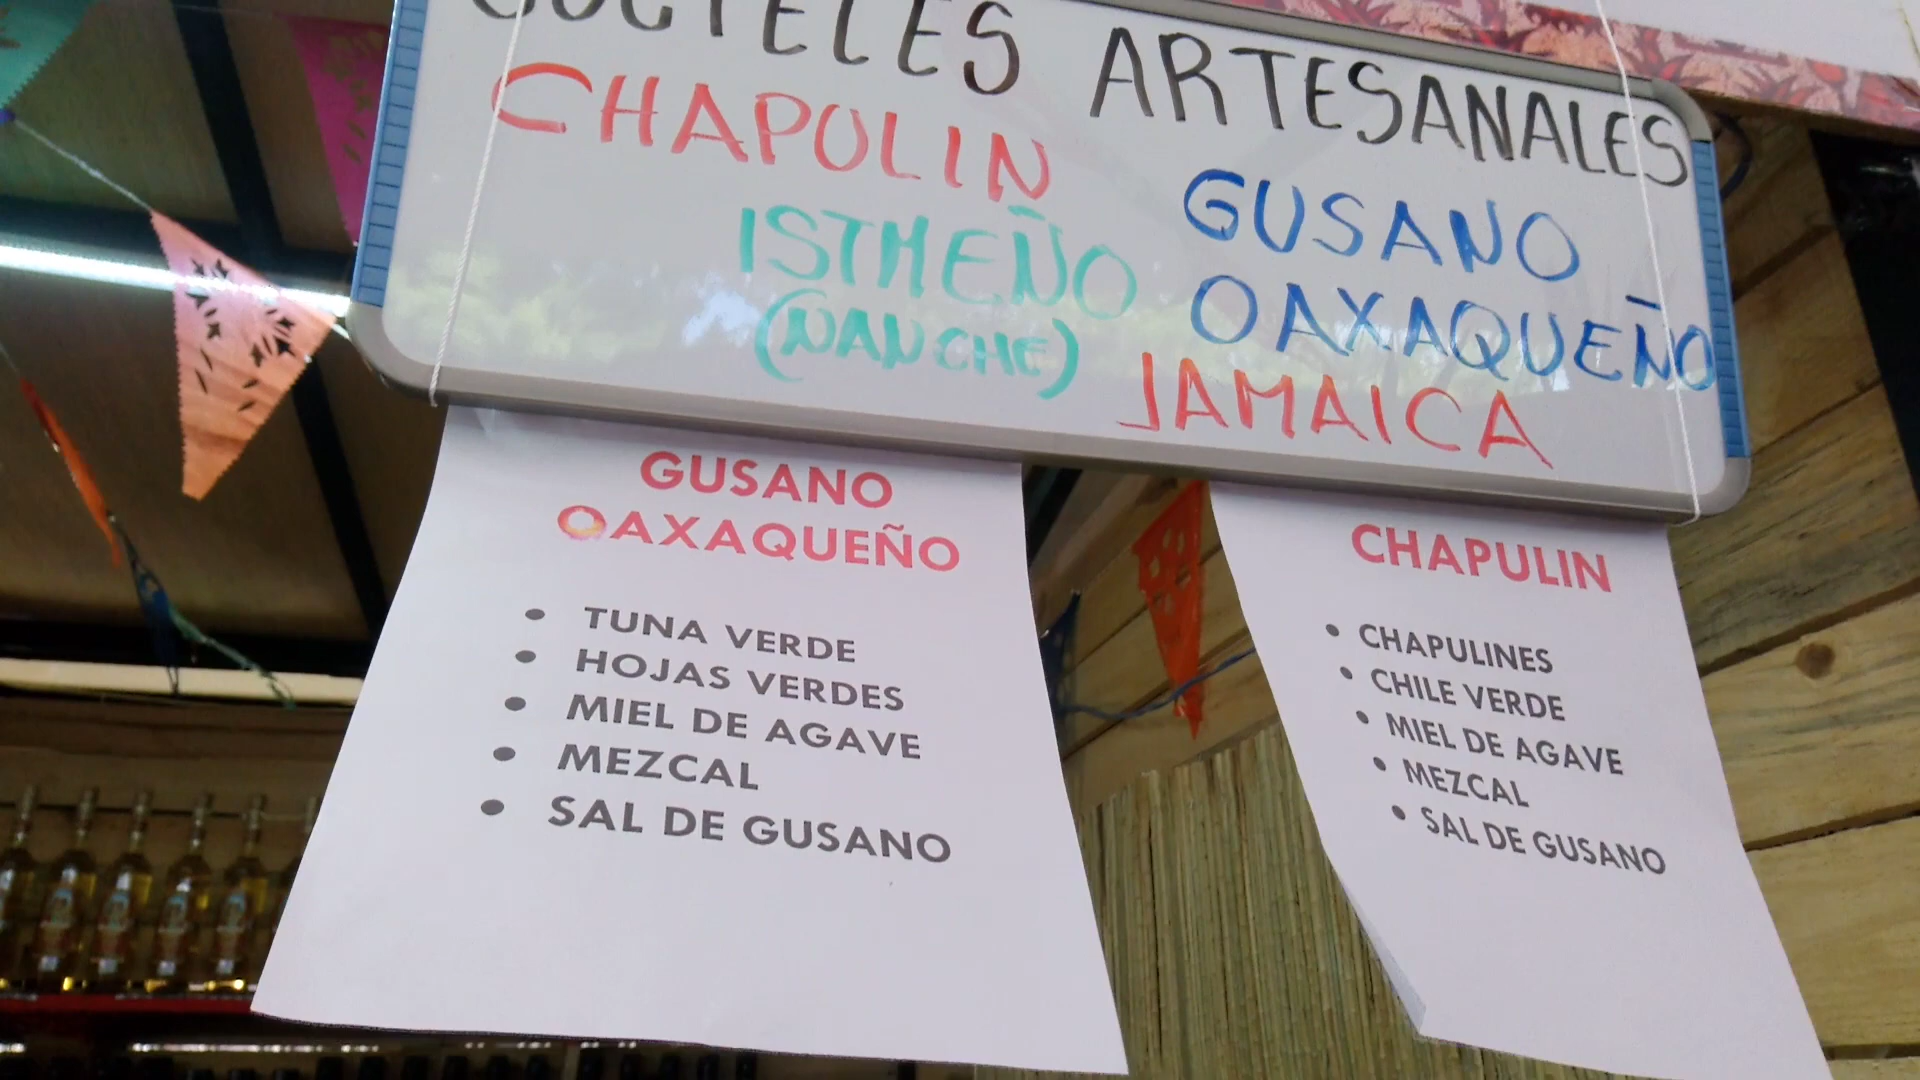 COCTELES ARTESANALES
CHAPULIN
GUSANO
OAXAQUEÑO
ISTMEÑO
(NANCHE)
JAMAICA
GUSANO
OAXAQUEÑO
• TUNA VERDE
• HOJAS VERDES
• MIEL DE AGAVE
• MEZCAL
• SAL DE GUSANO
CHAPULIN
• CHAPULINES
• CHILE VERDE
• MIEL DE AGAVE
• MEZCAL
• SAL DE GUSANO